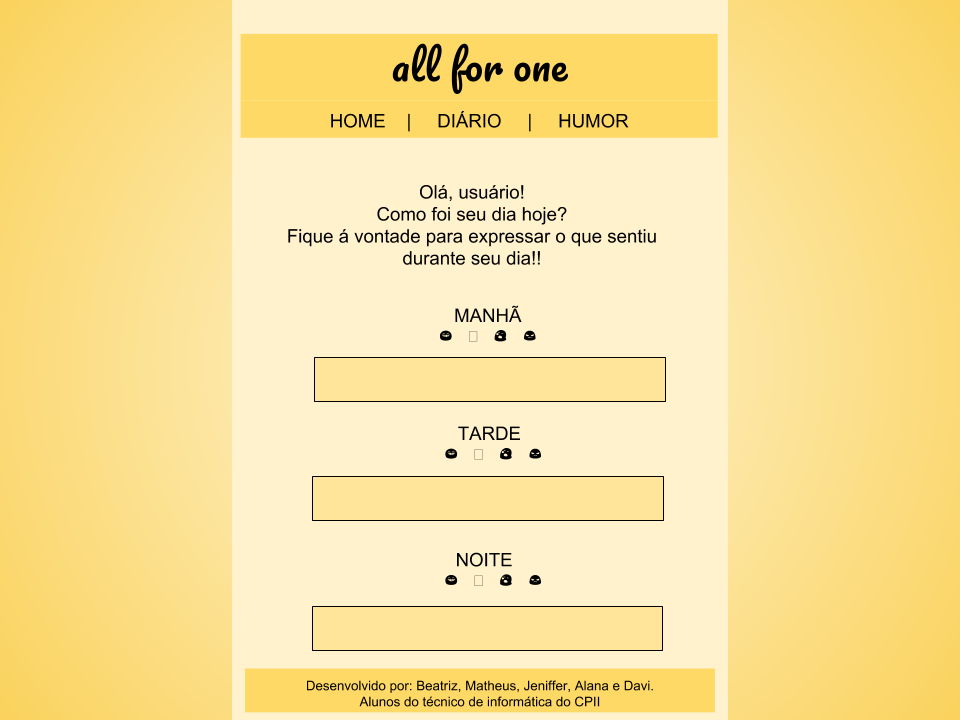 all for one
HOME | DIÁRIO | HUMOR
Olá, usuário!
Como foi seu dia hoje?
Fique á vontade para expressar o que sentiu
durante seu dia!!
MANHÃ
TARDE
NOITE
Desenvolvido por: Beatriz, Matheus, Jeniffer, Alana e Davi.
Alunos do técnico de informática do CPII